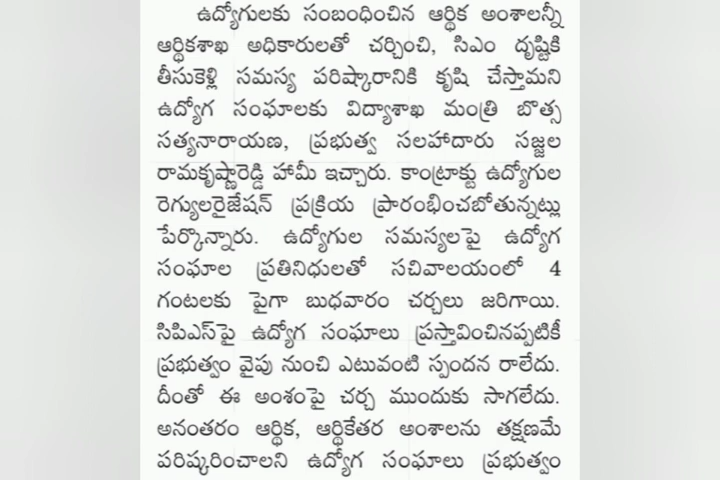 ఉద్యోగులకు సంబంధించిన ఆర్థిక అంశాలన్నీ
ఆర్థికశాఖ అధికారులతో చర్చించి, సిఎం దృష్టికి
తీసుకెళ్లి సమస్య పరిష్కారానికి కృషి చేస్తామని
ఉద్యోగ సంఘాలకు విద్యాశాఖ మంత్రి బొత్స
సత్యనారాయణ, ప్రభుత్వ సలహాదారు సజ్జల
రామకృష్ణారెడ్డి హామీ ఇచ్చారు. కాంట్రాక్టు ఉద్యోగుల
రెగ్యులరైజేషన్ ప్రక్రియ ప్రారంభించబోతున్నట్లు
పేర్కొన్నారు. ఉద్యోగుల సమస్యలపై ఉద్యోగ
సంఘాల ప్రతినిధులతో సచివాలయంలో 4
గంటలకు పైగా బుధవారం చర్చలు జరిగాయి.
సిపిఎస్‌పై ఉద్యోగ సంఘాలు ప్రస్తావించినప్పటికీ
ప్రభుత్వం వైపు నుంచి ఎటువంటి స్పందన రాలేదు.
దీంతో ఈ అంశంపై చర్చ ముందుకు సాగలేదు.
అనంతరం ఆర్థిక, ఆర్థికేతర అంశాలను తక్షణమే
పరిష్కరించాలని ఉద్యోగ సంఘాలు ప్రభుత్వం